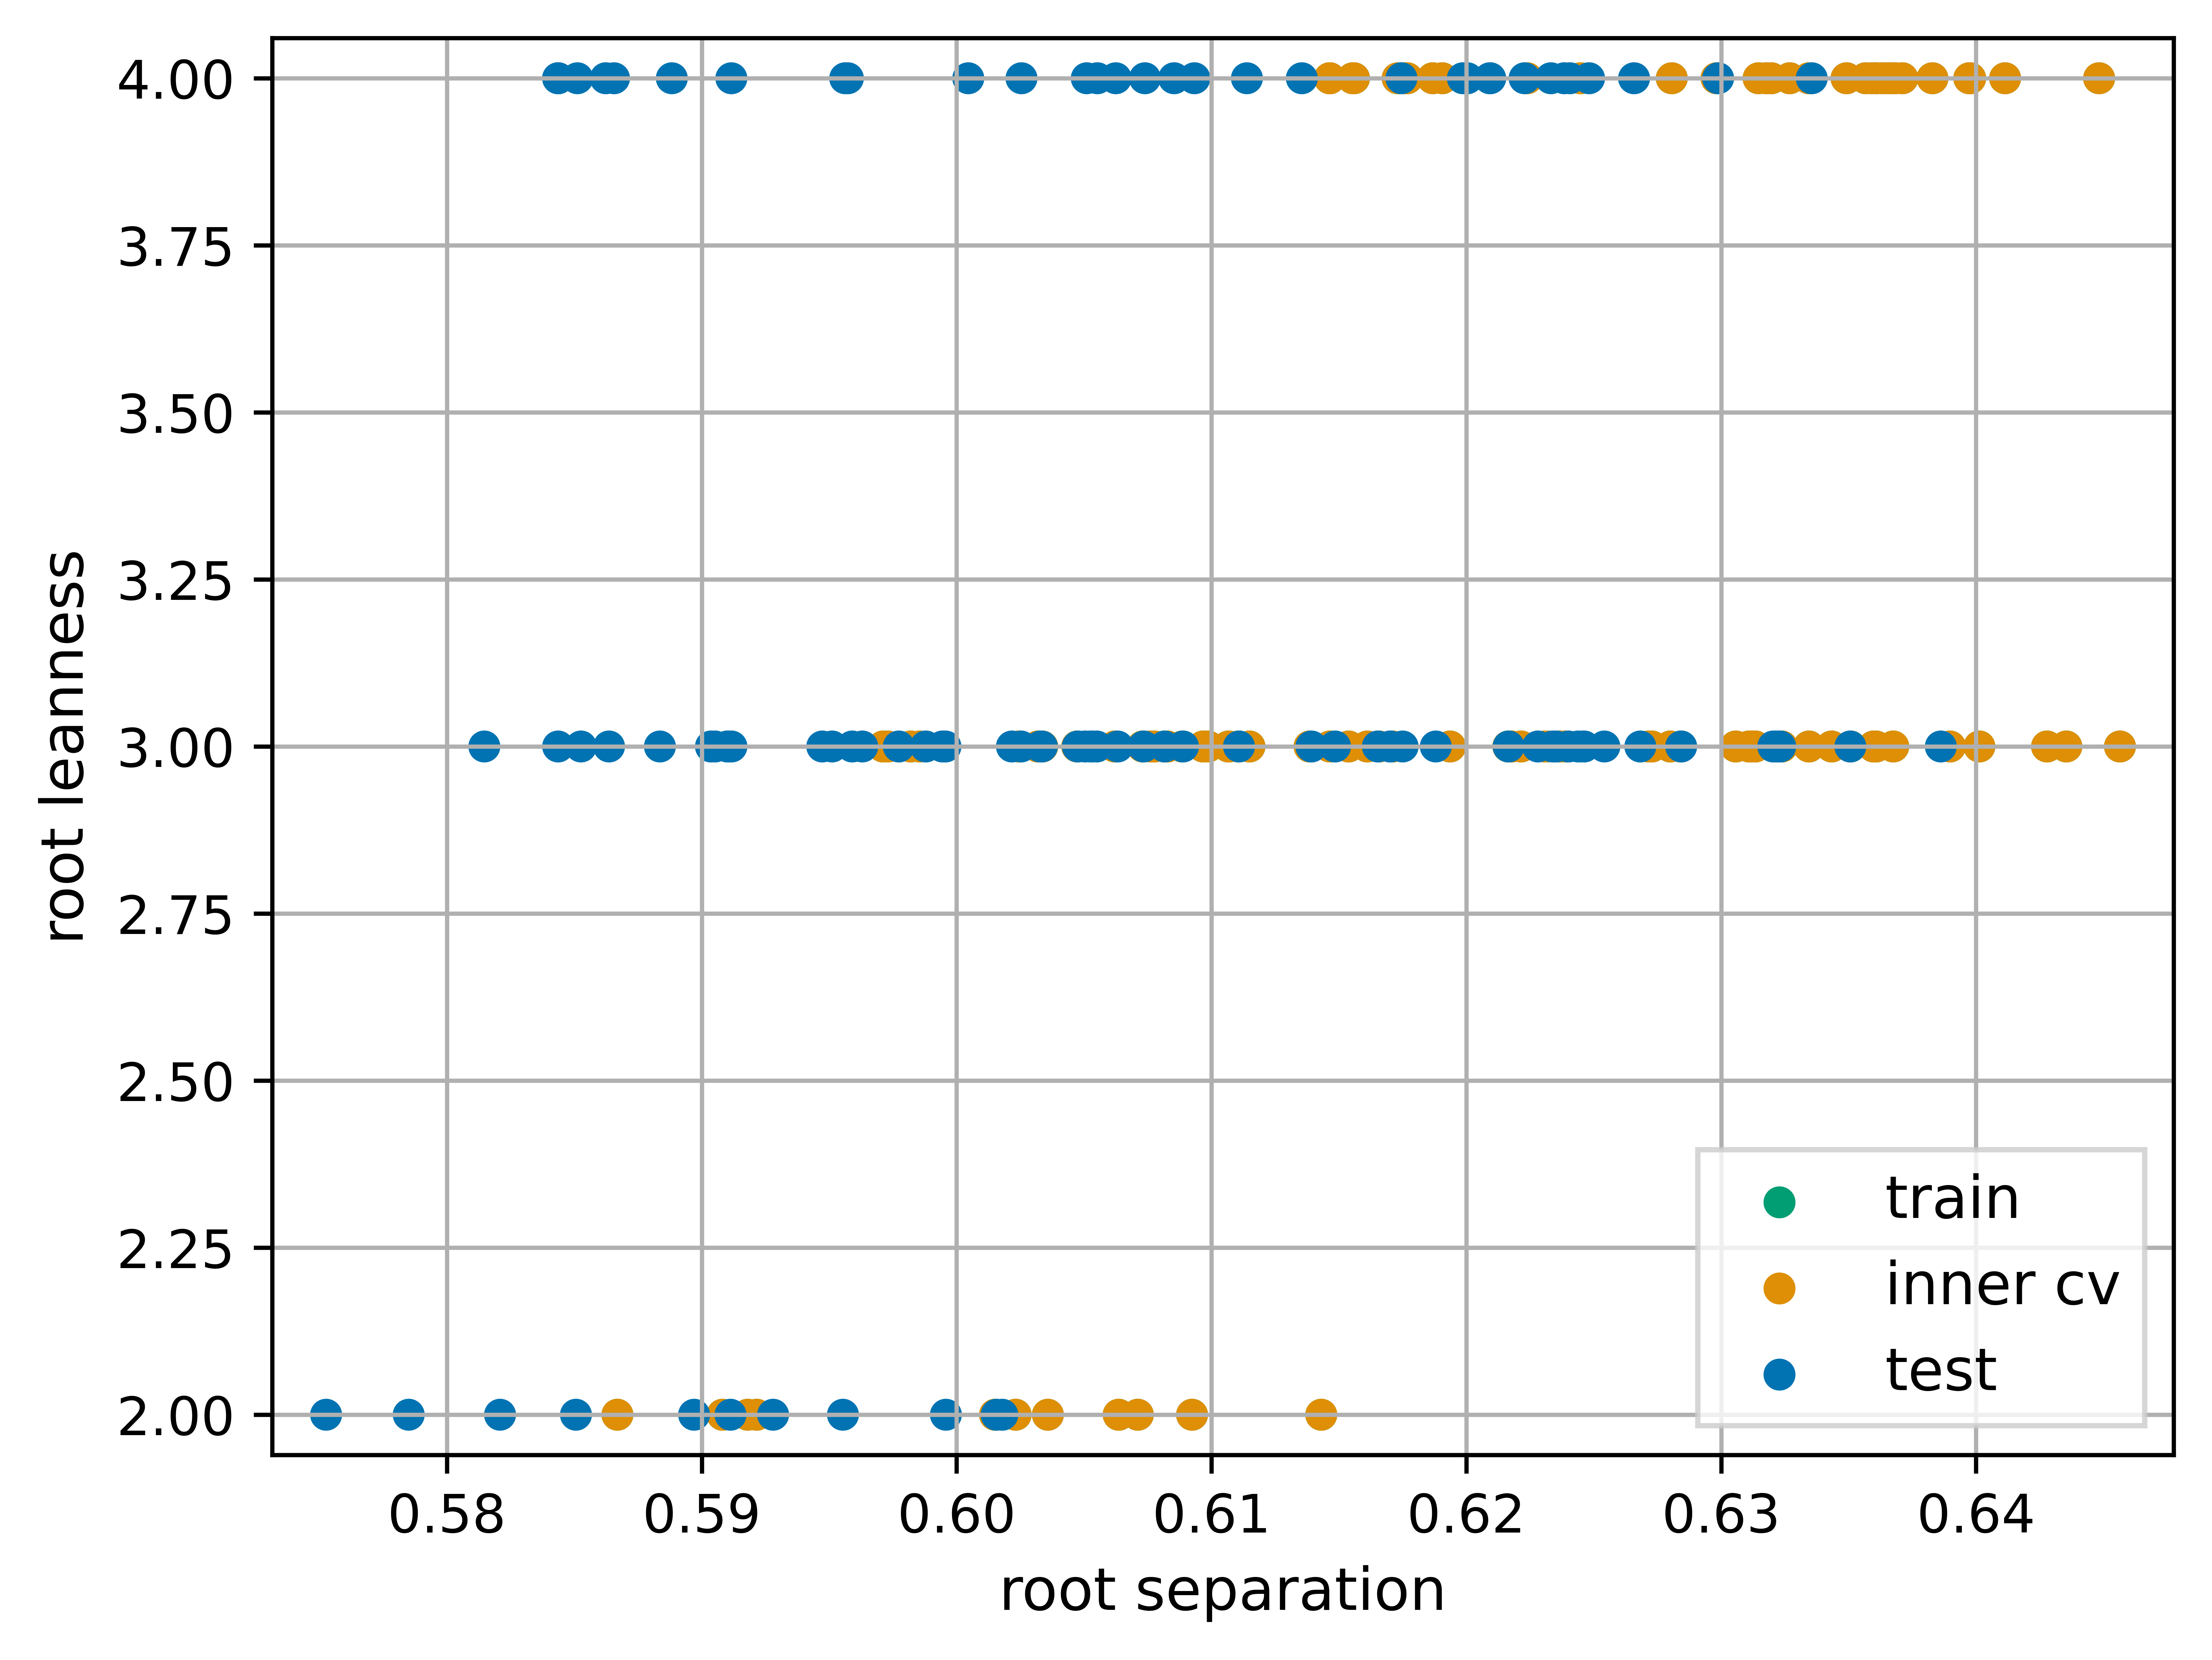 4.00
3.75
3.50
3.25
3.00
2.75
2.50
2.25
2.00
root leanness
train
inner cv
test
0.58 0.59 0.60 0.61 0.62 0.63 0.64
root separation